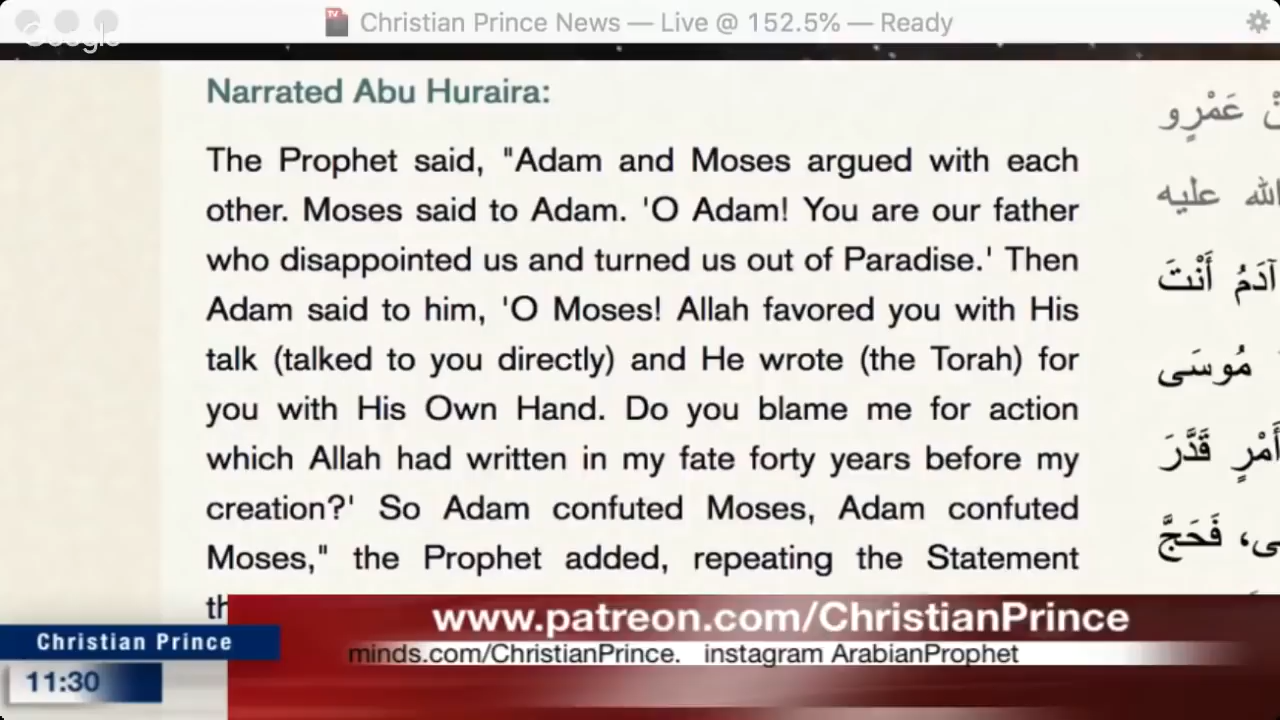 Christian Prince News — Live @ 152.5% — Ready
Google
Narrated Abu Huraira:
The Prophet said, "Adam and Moses argued with each
other. Moses said to Adam. 'O Adam! You are our father
who disappointed us and turned us out of Paradise.' Then
Adam said to him, 'O Moses! Allah favored you with His
talk (talked to you directly) and He wrote (the Torah) for
you with His Own Hand. Do you blame me for action
which Allah had written in my fate forty years before my
creation?' So Adam confuted Moses, Adam confuted
Moses," the Prophet added, repeating the Statement
عَمْرٍو
الله عليه
آدَمُ أَنْتَ
مُوسَى
أَمْرٍ قَدَّرَ
فَحَجَّ
www.patreon.com/ChristianPrince
Christian Prince
minds.com/ChristianPrince. instagram ArabianProphet
11:30